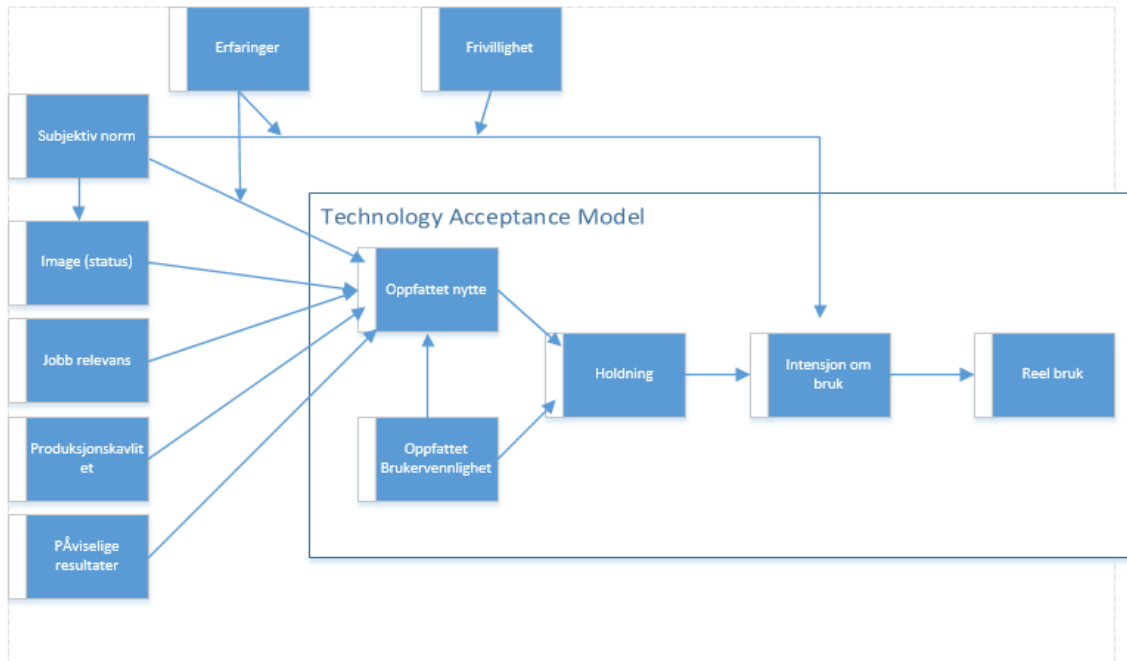 Erfaringer
Frivillighet
Subjektiv norm
Technology Acceptance Model
Image (status)
Oppfattet nytte
Jobb relevans
Holdning
Intensjon om
bruk
Reel bruk
Produksjonskavlit
et
Oppfattet
Brukervennlighet
PÅviselige
resultater